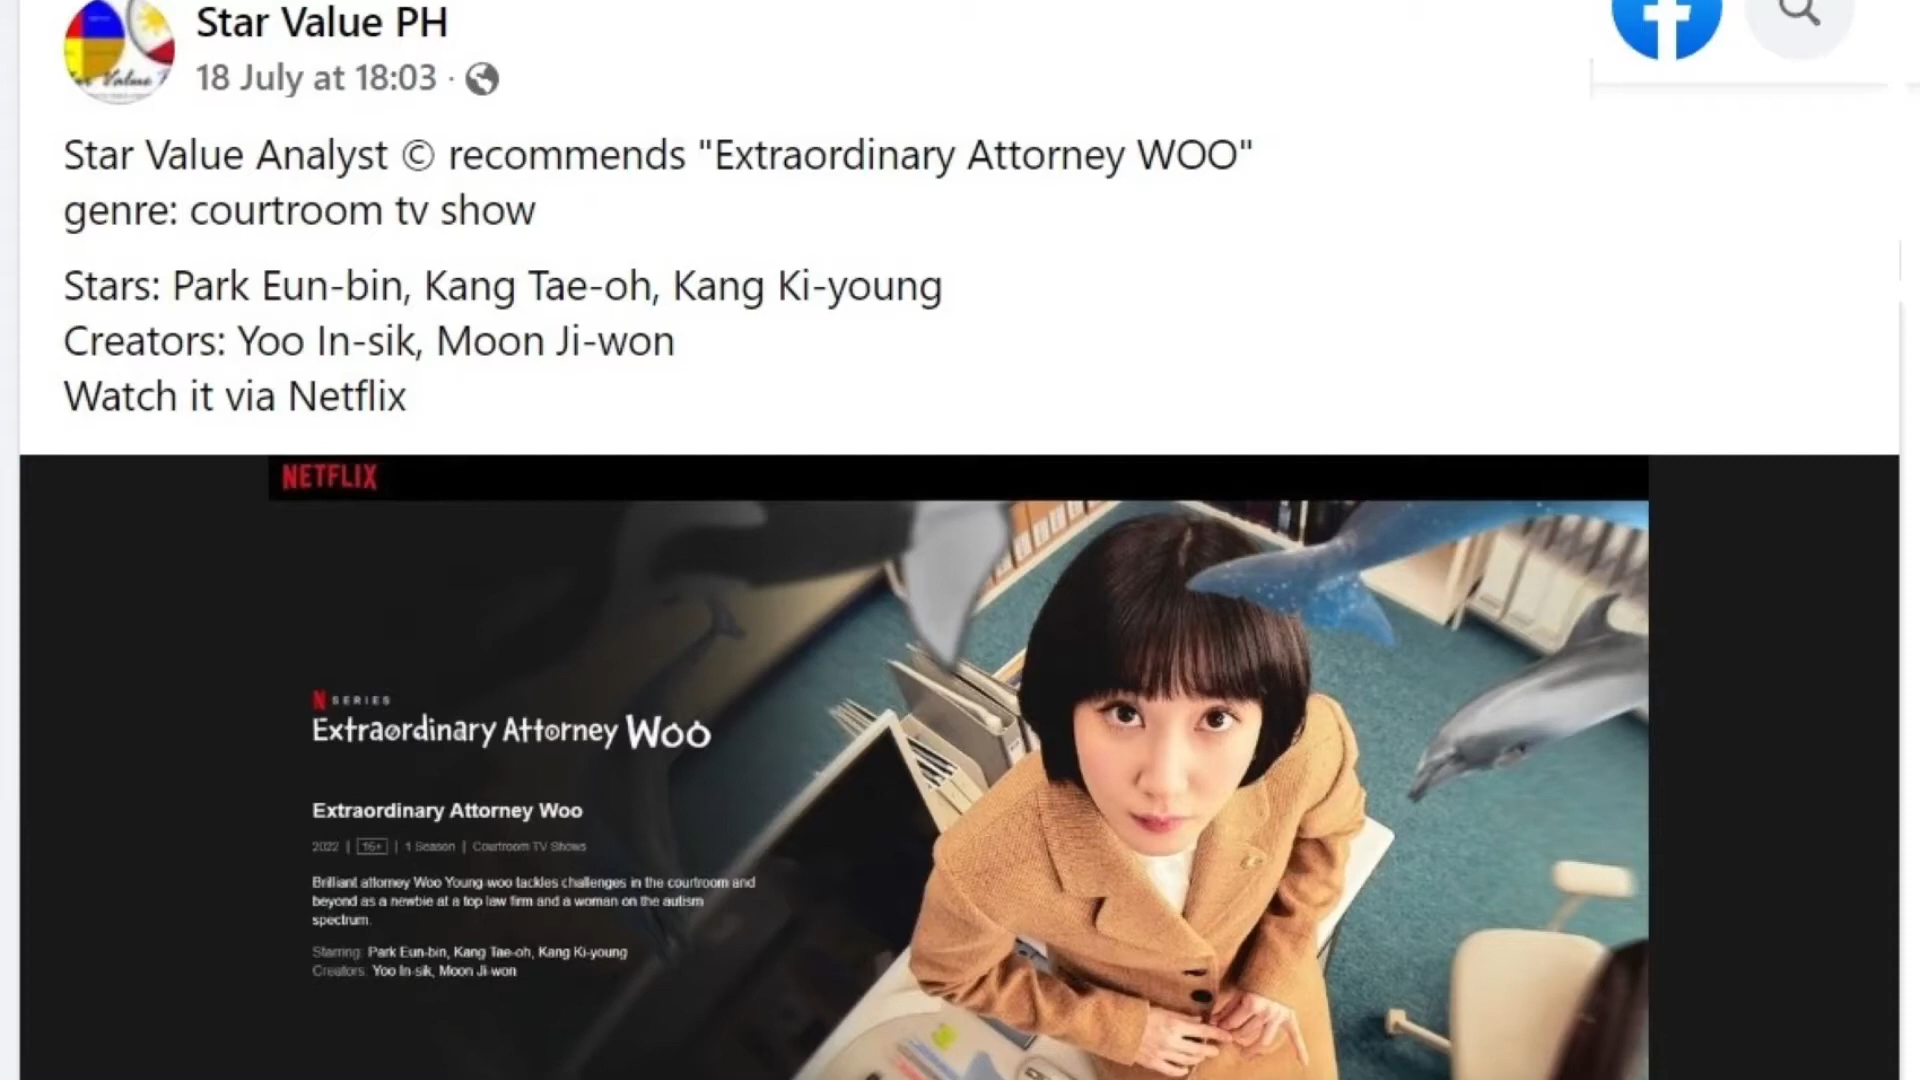 Star Value PH
18 July at 18:03 ·
Star Value Analyst © recommends "Extraordinary Attorney WOO"
genre: courtroom tv show
Stars: Park Eun-bin, Kang Tae-oh, Kang Ki-young
Creators: Yoo In-sik, Moon Ji-won
Watch it via Netflix
NETFLIX
N SERIES
Extraordinary Attorney Woo
Extraordinary Attorney Woo
2022 | 16+ | 1 Season | Courtroom TV Shows
Brilliant attorney Woo Young-woo tackles challenges in the courtroom and
beyond as a newbie at a top law firm and a woman on the autism
spectrum.
Starring: Park Eun-bin, Kang Tae-oh, Kang Ki-young
Creators: Yoo In-sik, Moon Ji-won